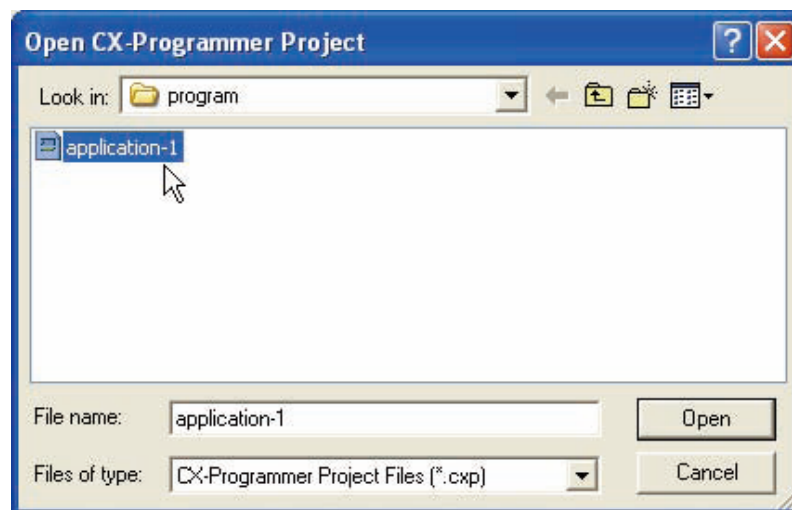 Open CX-Programmer Project
Look in: program
application-1
File name: application-1 Open
Files of type: CX-Programmer Project Files (*.cxp) Cancel